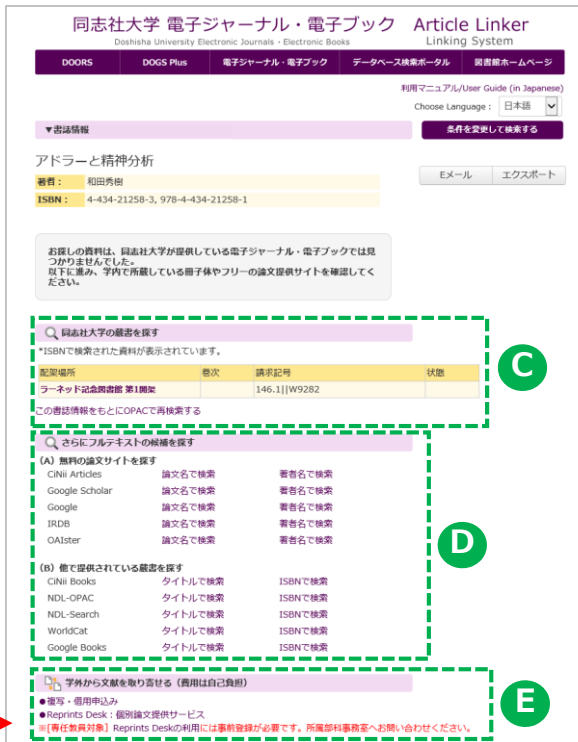 同志社大学 電子ジャーナル・電子ブック Article Linker
Doshisha University Electronic Journals・Electronic Books Linking System
DOORS DOGS Plus 電子ジャーナル・電子ブック データベース検索ポータル 図書館ホームページ
利用マニュアル/User Guide (in Japanese)
Choose Language： 日本語
▼書誌情報 条件を変更して検索する
アドラーと精神分析
Eメール エクスポート
著者： 和田秀樹
ISBN： 4-434-21258-3, 978-4-434-21258-1
お探しの資料は、同志社大学が提供している電子ジャーナル・電子ブックでは見
つかりませんでした。
以下に進み、学内で所蔵している冊子体やフリーの論文提供サイトを確認してく
ださい。
同志社大学の蔵書を探す
*ISBNで検索された資料が表示されています。
配架場所 巻次 請求記号 状態
ラーネッド記念図書館 第1開架 146.1||W9282
この書誌情報をもとにOPACで再検索する
C
さらにフルテキストの候補を探す
(A) 無料の論文サイトを探す
CiNii Articles 論文名で検索 著者名で検索
Google Scholar 論文名で検索 著者名で検索
Google 論文名で検索 著者名で検索
IRDB 論文名で検索 著者名で検索
OAIster 論文名で検索 著者名で検索
D
(B) 他で提供されている蔵書を探す
CiNii Books タイトルで検索 ISBNで検索
NDL-OPAC タイトルで検索 ISBNで検索
NDL-Search タイトルで検索 ISBNで検索
WorldCat タイトルで検索 ISBNで検索
Google Books タイトルで検索 ISBNで検索
学外から文献を取り寄せる（費用は自己負担）
●複写・借用申込み
●Reprints Desk：個別論文提供サービス
※[専任教員対象] Reprints Deskの利用には事前登録が必要です。所属部科事務室へお問い合わせください。
E